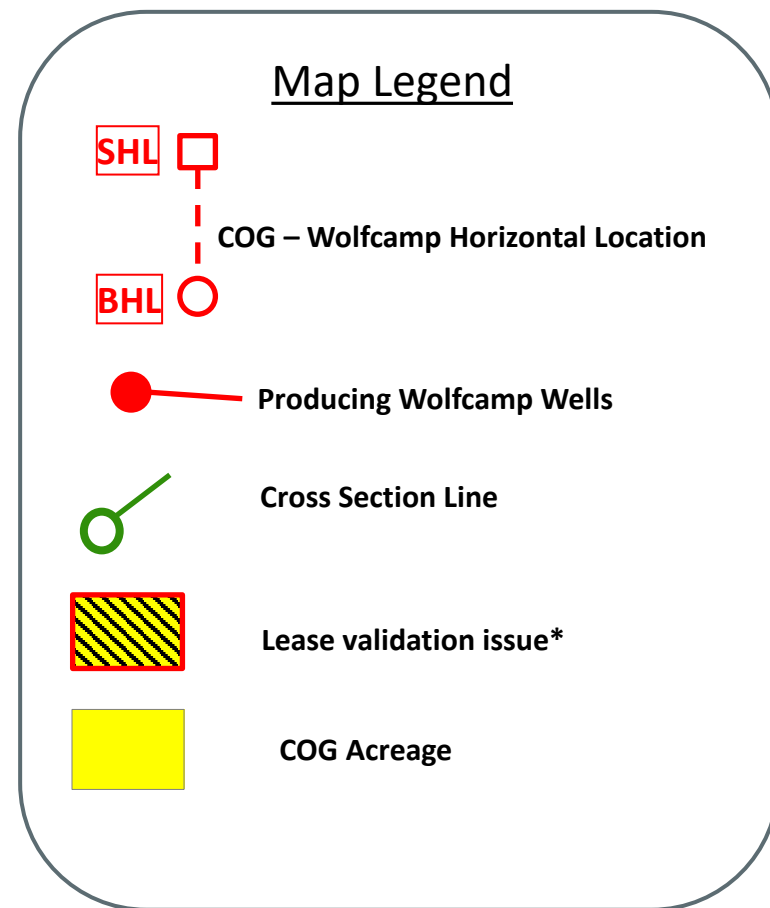 Map Legend
SHL
COG – Wolfcamp Horizontal Location
BHL
Producing Wolfcamp Wells
Cross Section Line
Lease validation issue*
COG Acreage